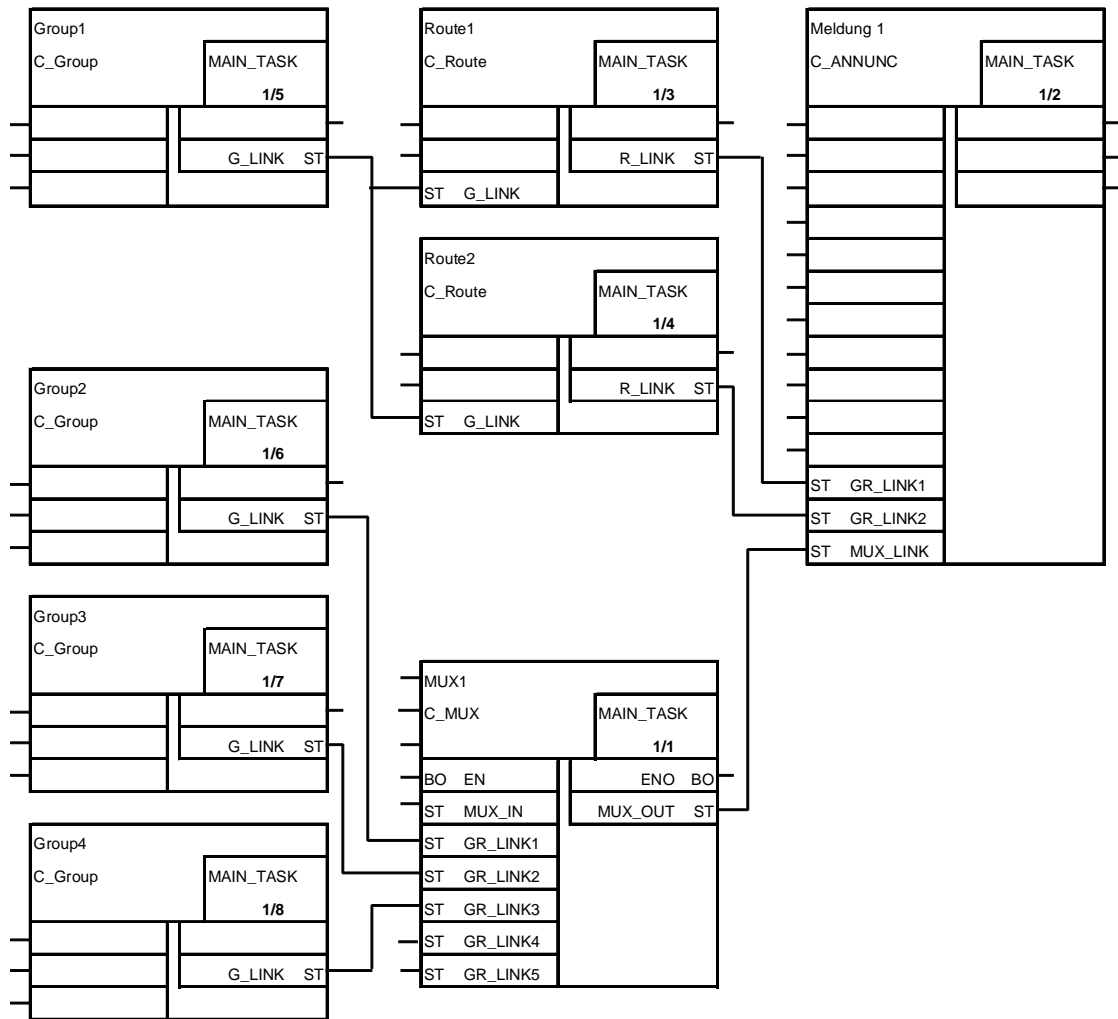 Group1
C_Group MAIN_TASK
1/5
G_LINK ST
Route1
C_Route MAIN_TASK
1/3
R_LINK ST
ST G_LINK
Meldung 1
C_ANNUNC MAIN_TASK
1/2
ST GR_LINK1
ST GR_LINK2
ST MUX_LINK
Route2
C_Route MAIN_TASK
1/4
R_LINK ST
ST G_LINK
Group2
C_Group MAIN_TASK
1/6
G_LINK ST
Group3
C_Group MAIN_TASK
1/7
G_LINK ST
MUX1
C_MUX MAIN_TASK
1/1
BO EN ENO BO
ST MUX_IN MUX_OUT ST
ST GR_LINK1
ST GR_LINK2
ST GR_LINK3
ST GR_LINK4
ST GR_LINK5
Group4
C_Group MAIN_TASK
1/8
G_LINK ST